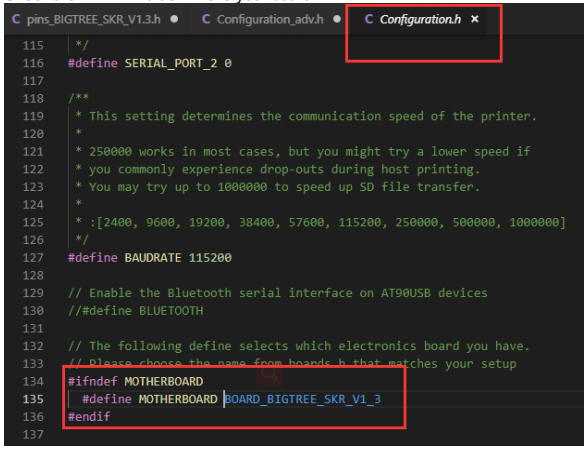 C pins_BIGTREE_SKR_V1.3.h ● C Configuration_adv.h ● C Configuration.h ×
115 */
116 #define SERIAL_PORT_2 0
117
118 /**
119 * This setting determines the communication speed of the printer.
120 *
121 * 250000 works in most cases, but you might try a lower speed if
122 * you commonly experience drop-outs during host printing.
123 * You may try up to 1000000 to speed up SD file transfer.
124 *
125 * :[2400, 9600, 19200, 38400, 57600, 115200, 250000, 500000, 1000000]
126 */
127 #define BAUDRATE 115200
128
129 // Enable the Bluetooth serial interface on AT90USB devices
130 //#define BLUETOOTH
131
132 // The following define selects which electronics board you have.
133 // Please choose the name from boards.h that matches your setup
134 #ifndef MOTHERBOARD
135 #define MOTHERBOARD BOARD_BIGTREE_SKR_V1_3
136 #endif
137